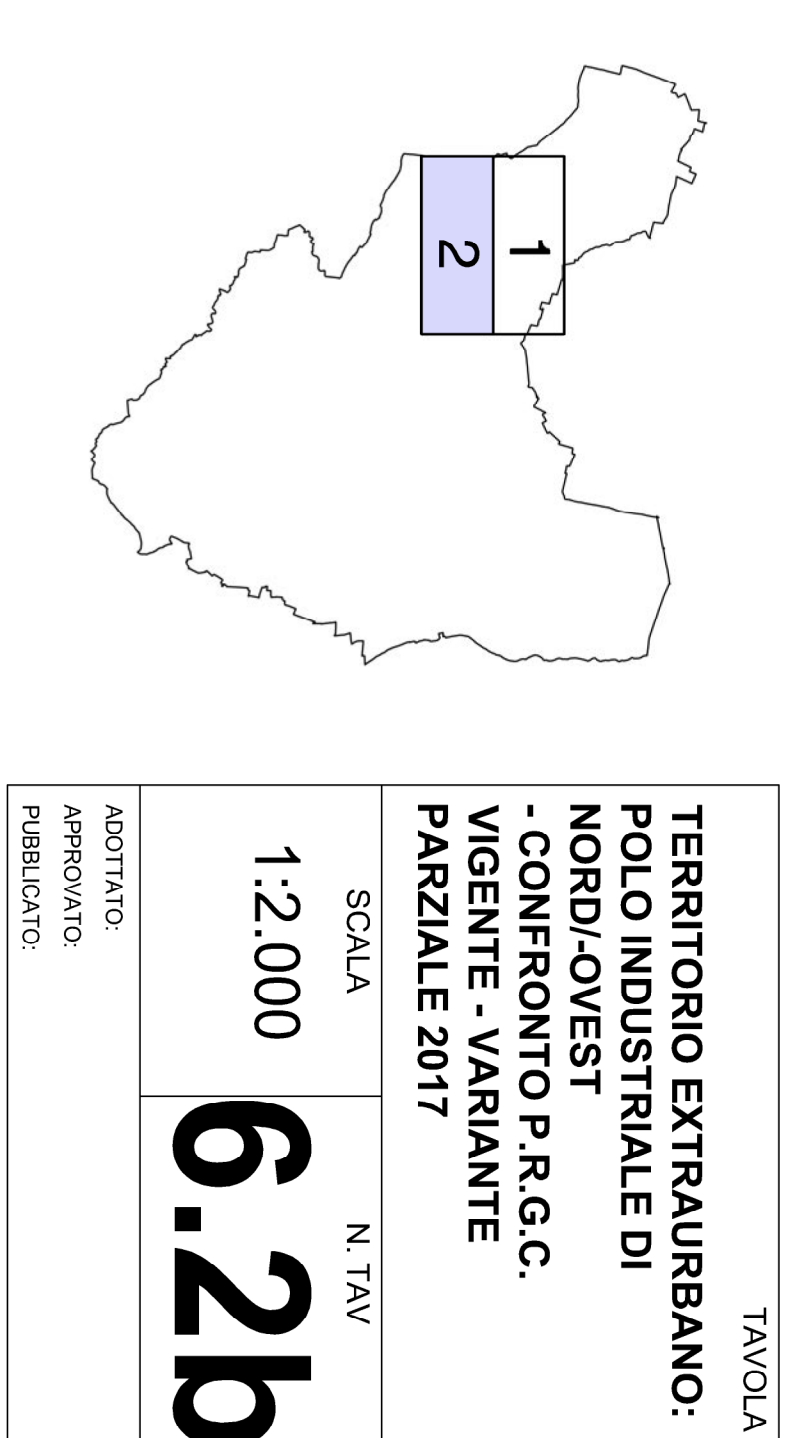 1
2
TAVOLA
TERRITORIO EXTRAURBANO:
POLO INDUSTRIALE DI
NORD/-OVEST
- CONFRONTO P.R.G.C.
VIGENTE - VARIANTE
PARZIALE 2017
SCALA
1:2.000
N. TAV
6.2b
ADOTTATO:
APPROVATO:
PUBBLICATO: